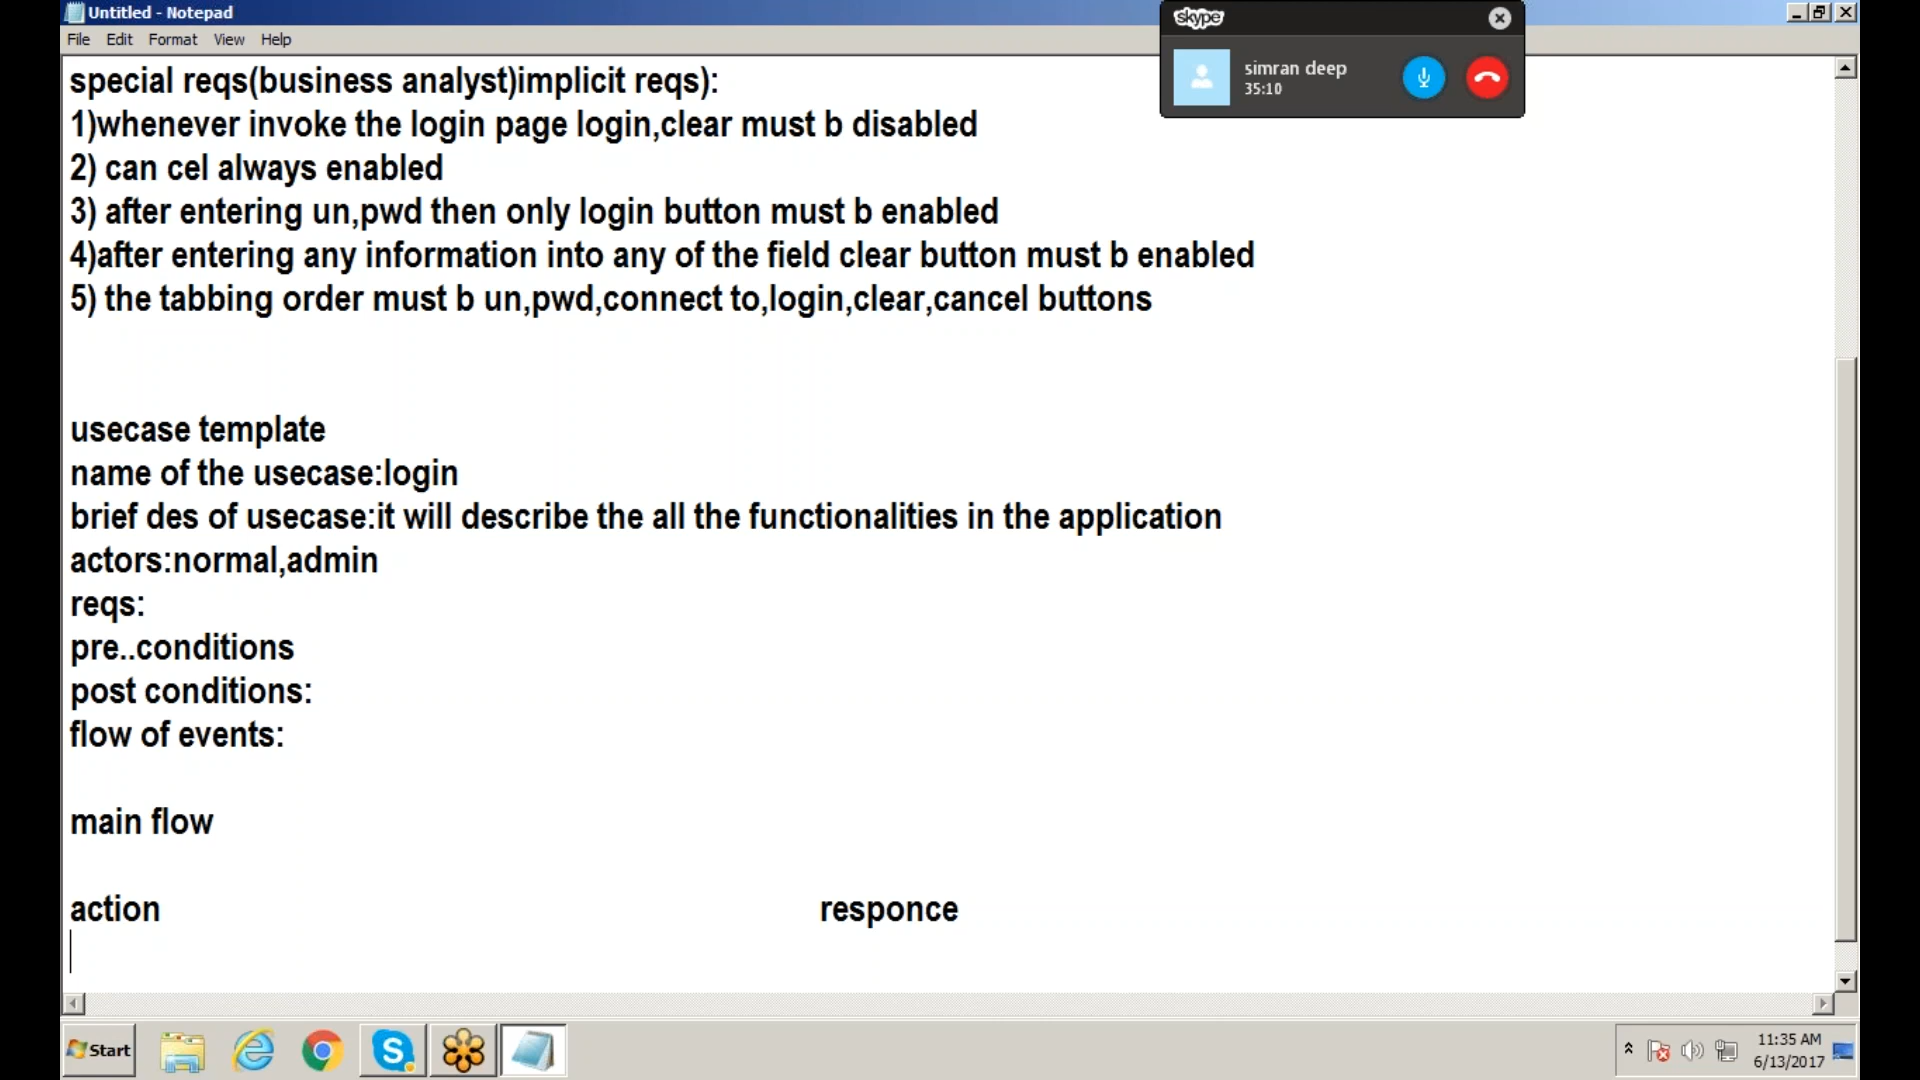 Untitled - Notepad
File Edit Format View Help
skype
simran deep
35:10
special reqs(business analyst)implicit reqs):
1)whenever invoke the login page login,clear must b disabled
2) can cel always enabled
3) after entering un,pwd then only login button must b enabled
4)after entering any information into any of the field clear button must b enabled
5) the tabbing order must b un,pwd,connect to,login,clear,cancel buttons
usecase template
name of the usecase:login
brief des of usecase:it will describe the all the functionalities in the application
actors:normal,admin
reqs:
pre..conditions
post conditions:
flow of events:
main flow
action responce
Start
11:35 AM
6/13/2017